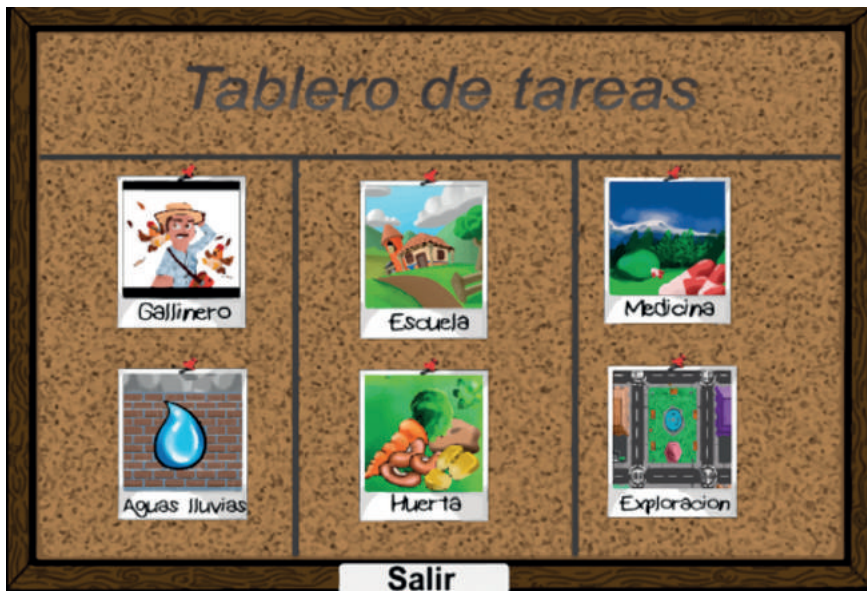 Tablero de tareas
Gallinero
Escuela
Medicina
Aguas lluvias
Huerta
Exploracion
Salir